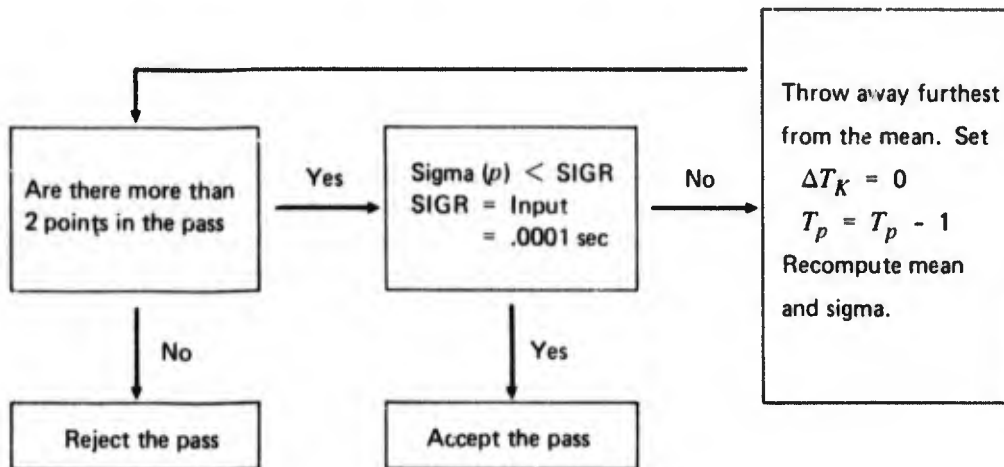 Are there more than
2 points in the pass
Yes
Sigma (p) < SIGR
SIGR = Input
= .0001 sec
No
Throw away furthest
from the mean. Set
ΔT_K = 0
T_p = T_p - 1
Recompute mean
and sigma.
No
Yes
Reject the pass
Accept the pass